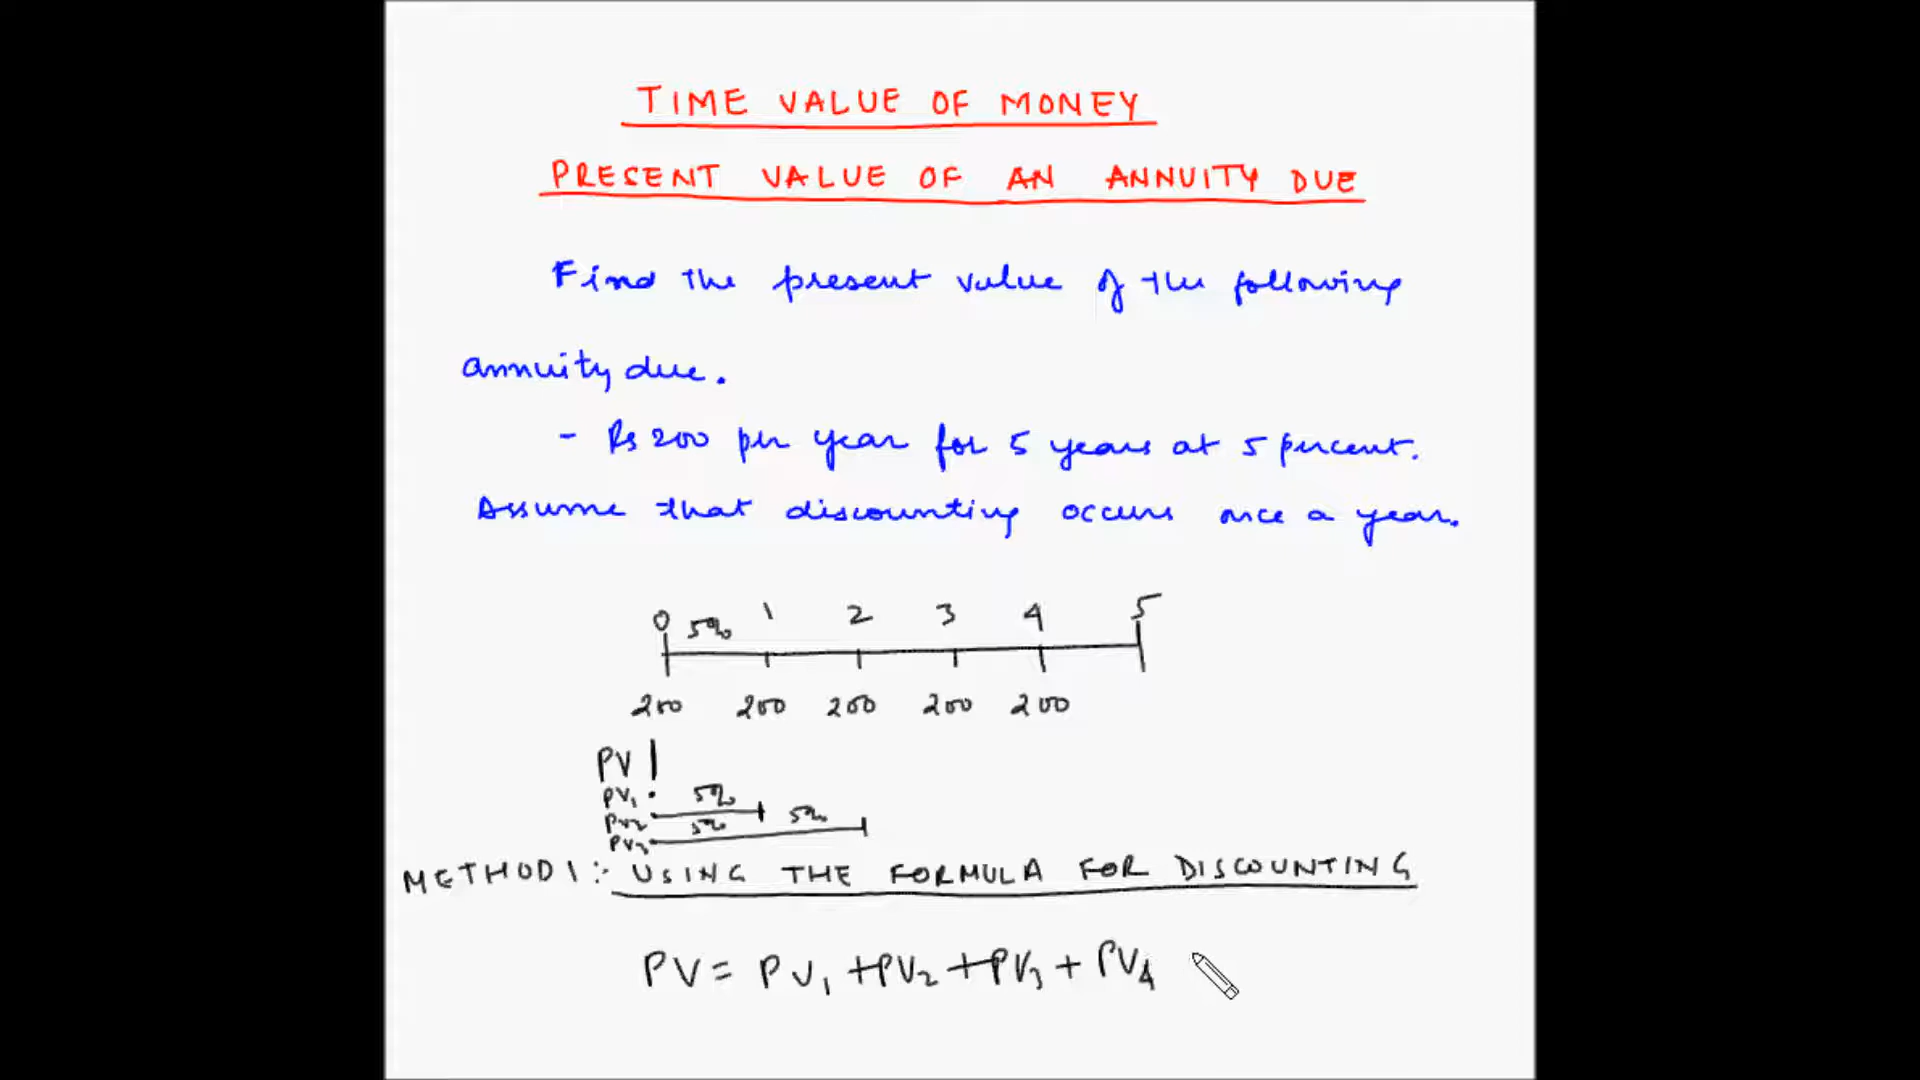 TIME VALUE OF MONEY
PRESENT VALUE OF AN ANNUITY DUE
Find the present value of the following
annuity due.
- Rs 200 per year for 5 years at 5 percent.
Assume that discounting occurs once a year.
0 5% 1 2 3 4 5
200 200 200 200 200
PV
PV1 5%
PV2 5% 5%
PV3
METHOD 1:- USING THE FORMULA FOR DISCOUNTING
PV = PV1 + PV2 + PV3 + PV4